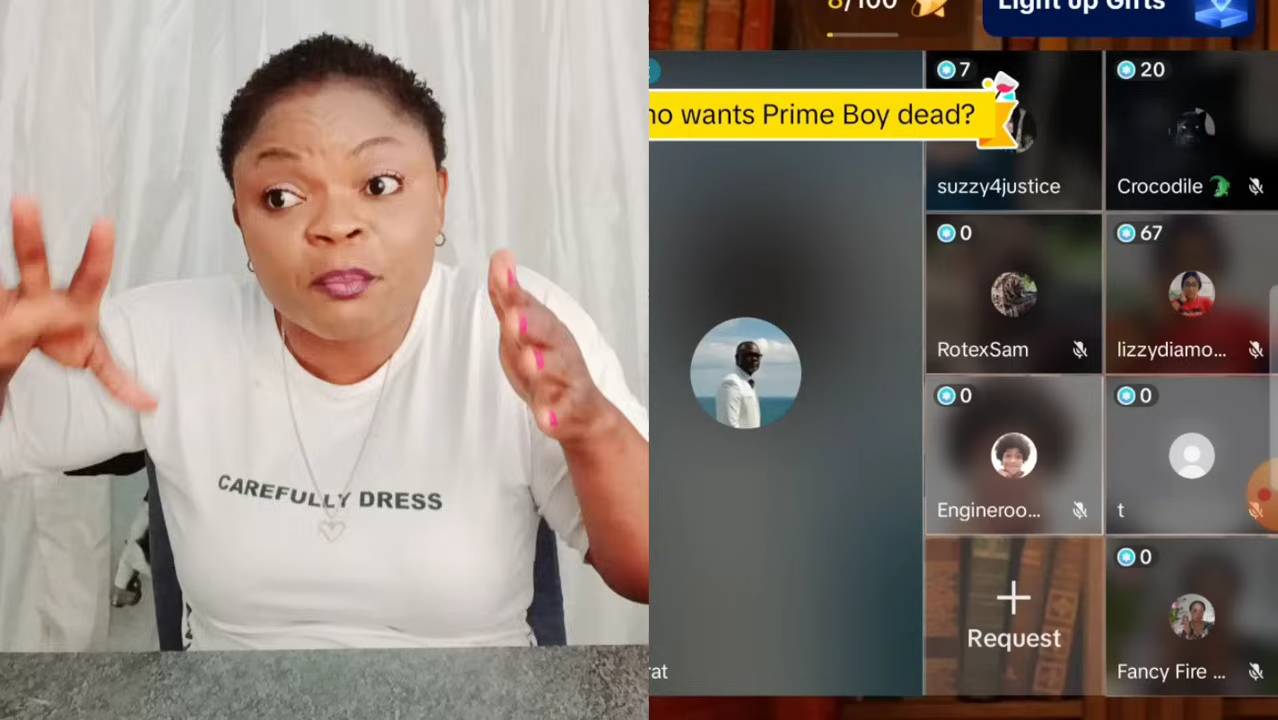 CAREFULLY DRESS
8/100
Light up Gifts
ho wants Prime Boy dead?
7
suzzy4justice
20
Crocodile 🐊
0
RotexSam
67
lizzydiamo...
0
Engineroo...
0
t
+
Request
0
Fancy Fire ...
rat